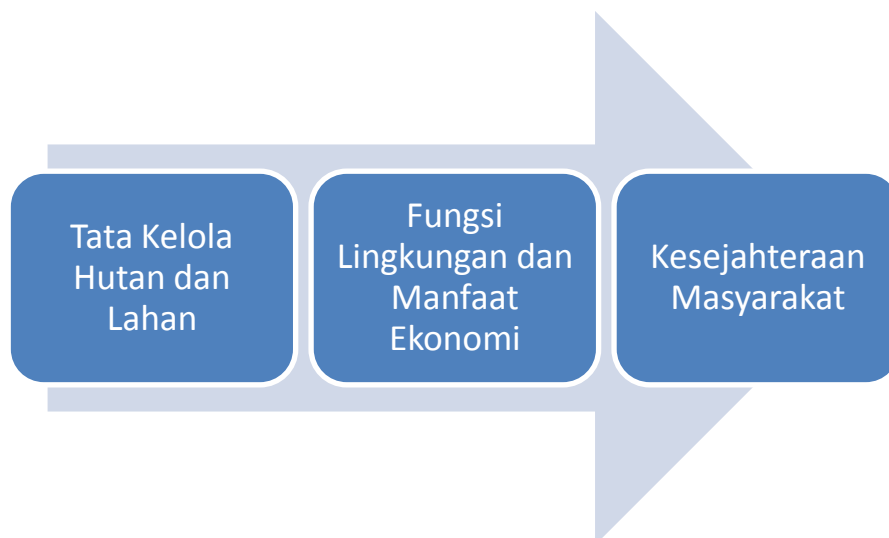 Tata Kelola
Hutan dan
Lahan
Fungsi
Lingkungan dan
Manfaat
Ekonomi
Kesejahteraan
Masyarakat